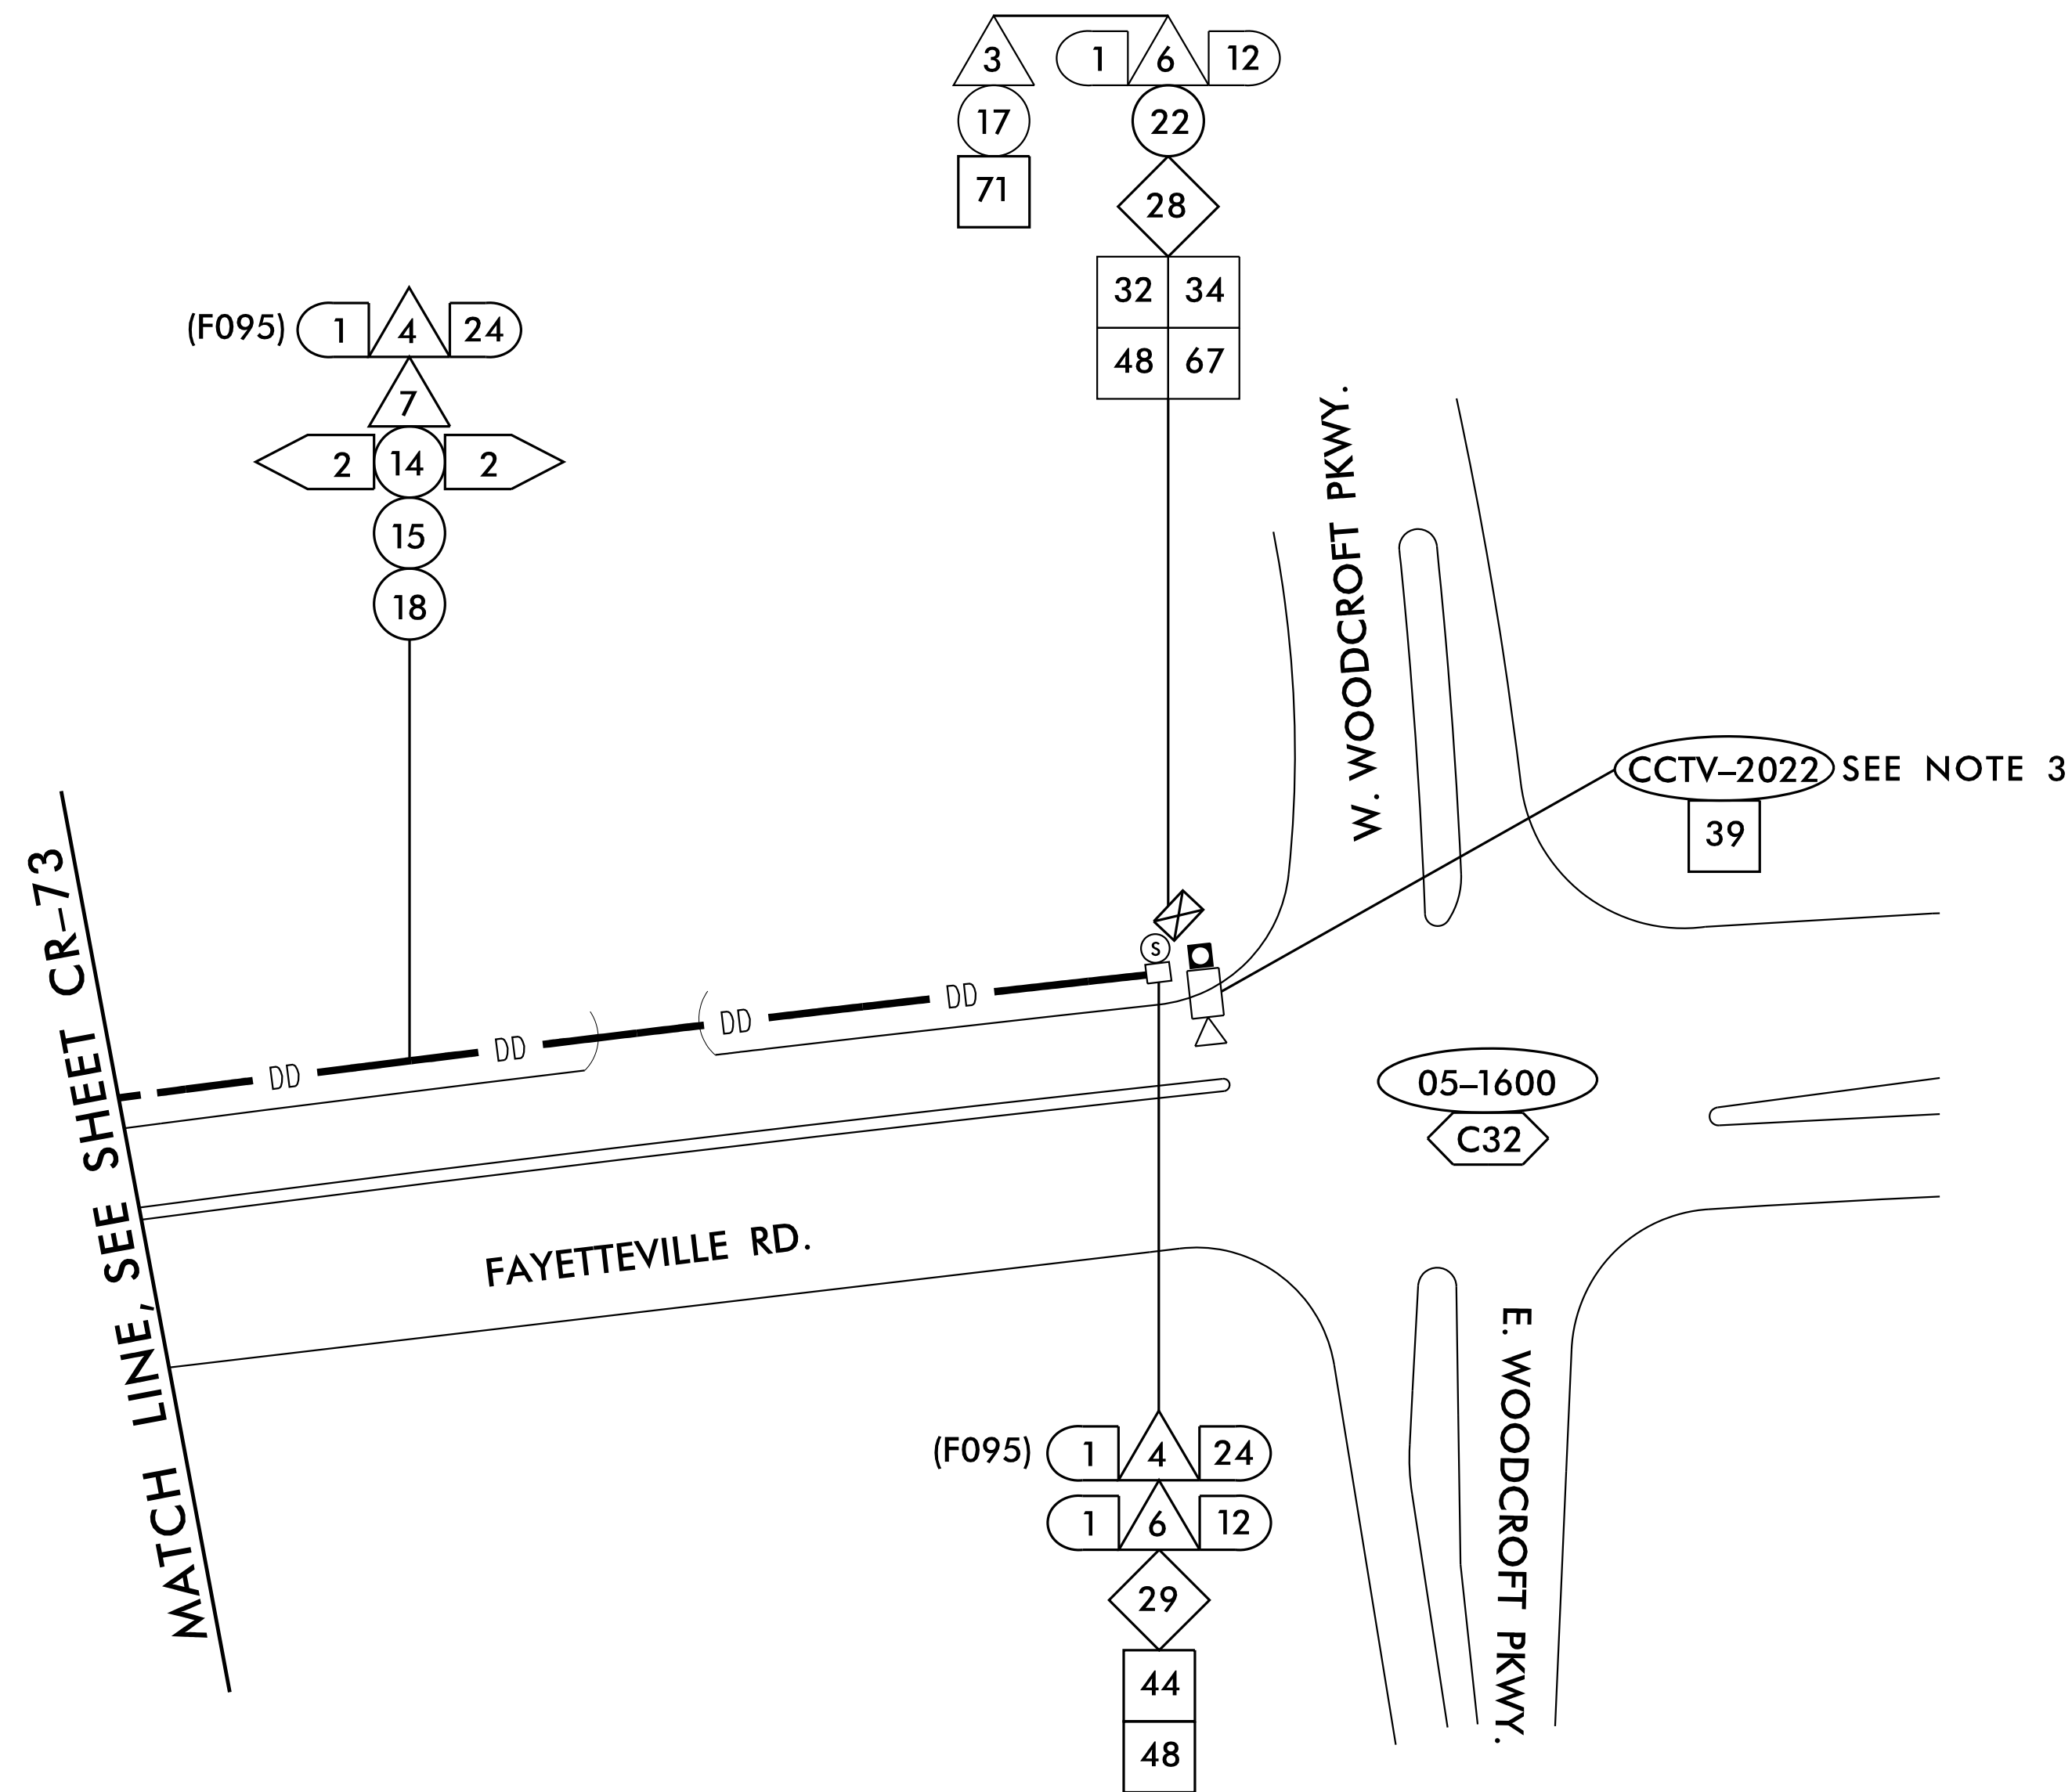 3
1 6 12
17
22
71
28
32 34
48 67
(F095) 1 4 24
7
2 14 2
15
18
W. WOODCROFT PKWY.
CCTV–2022 SEE NOTE 3
39
MATCH LINE, SEE SHEET CR–73
S
DD DD DD DD
05–1600
C32
FAYETTEVILLE RD.
E. WOODCROFT PKWY.
(F095) 1 4 24
1 6 12
29
44
48